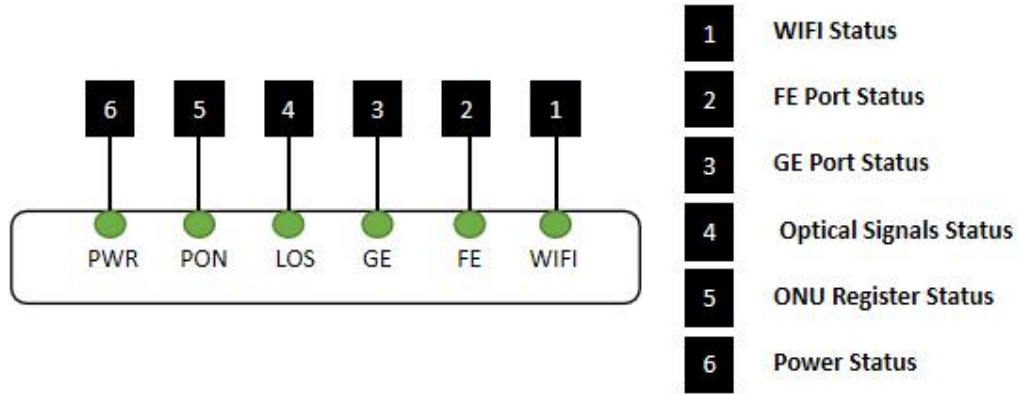 6 5 4 3 2 1
PWR PON LOS GE FE WIFI
1 WIFI Status
2 FE Port Status
3 GE Port Status
4 Optical Signals Status
5 ONU Register Status
6 Power Status